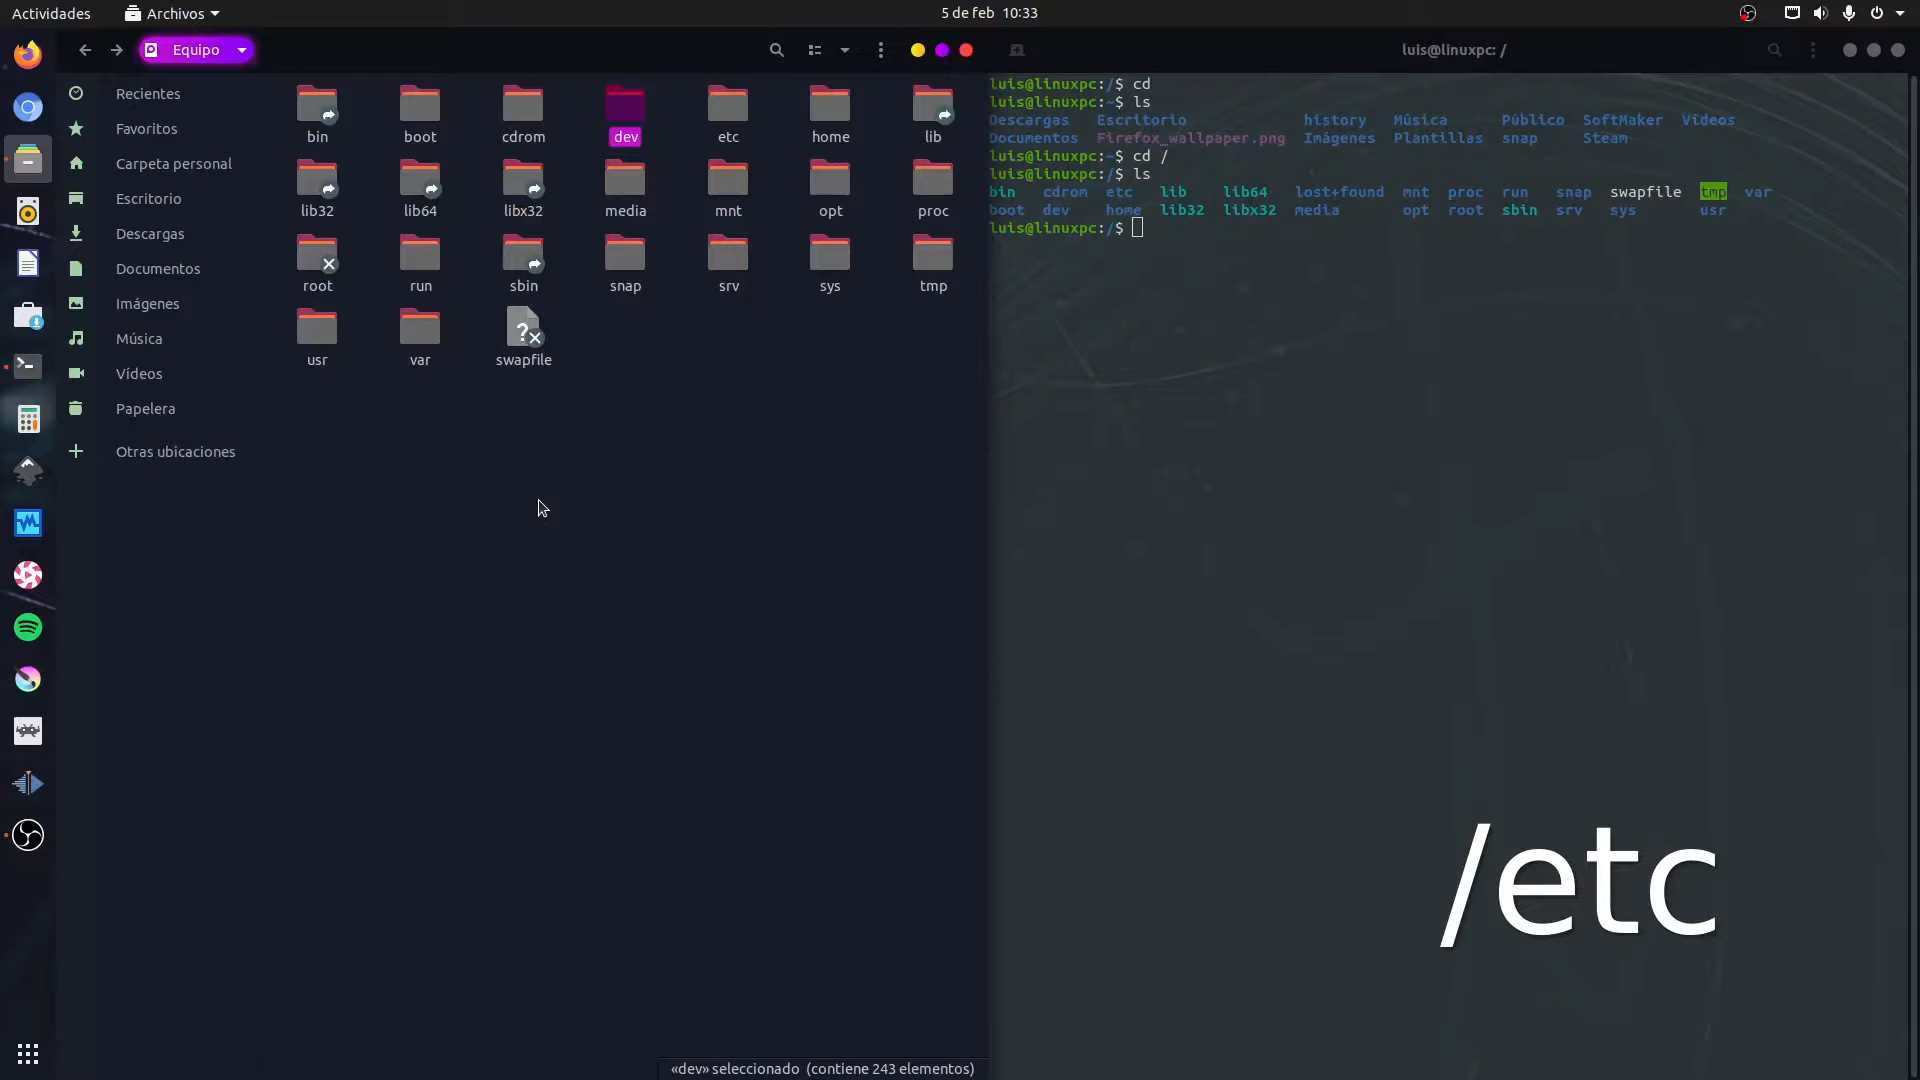 Actividades Archivos 5 de feb 10:33
Equipo
luis@linuxpc: /
Recientes
Favoritos
Carpeta personal
Escritorio
Descargas
Documentos
Imágenes
Música
Vídeos
Papelera
Otras ubicaciones
bin boot cdrom dev etc home lib
lib32 lib64 libx32 media mnt opt proc
root run sbin snap srv sys tmp
usr var swapfile
«dev» seleccionado (contiene 243 elementos)
luis@linuxpc:/$ cd
luis@linuxpc:~$ ls
Descargas Escritorio history Música Público SoftMaker Vídeos
Documentos Firefox_wallpaper.png Imágenes Plantillas snap Steam
luis@linuxpc:~$ cd /
luis@linuxpc:/$ ls
bin cdrom etc lib lib64 lost+found mnt proc run snap swapfile tmp var
boot dev home lib32 libx32 media opt root sbin srv sys usr
luis@linuxpc:/$
/etc